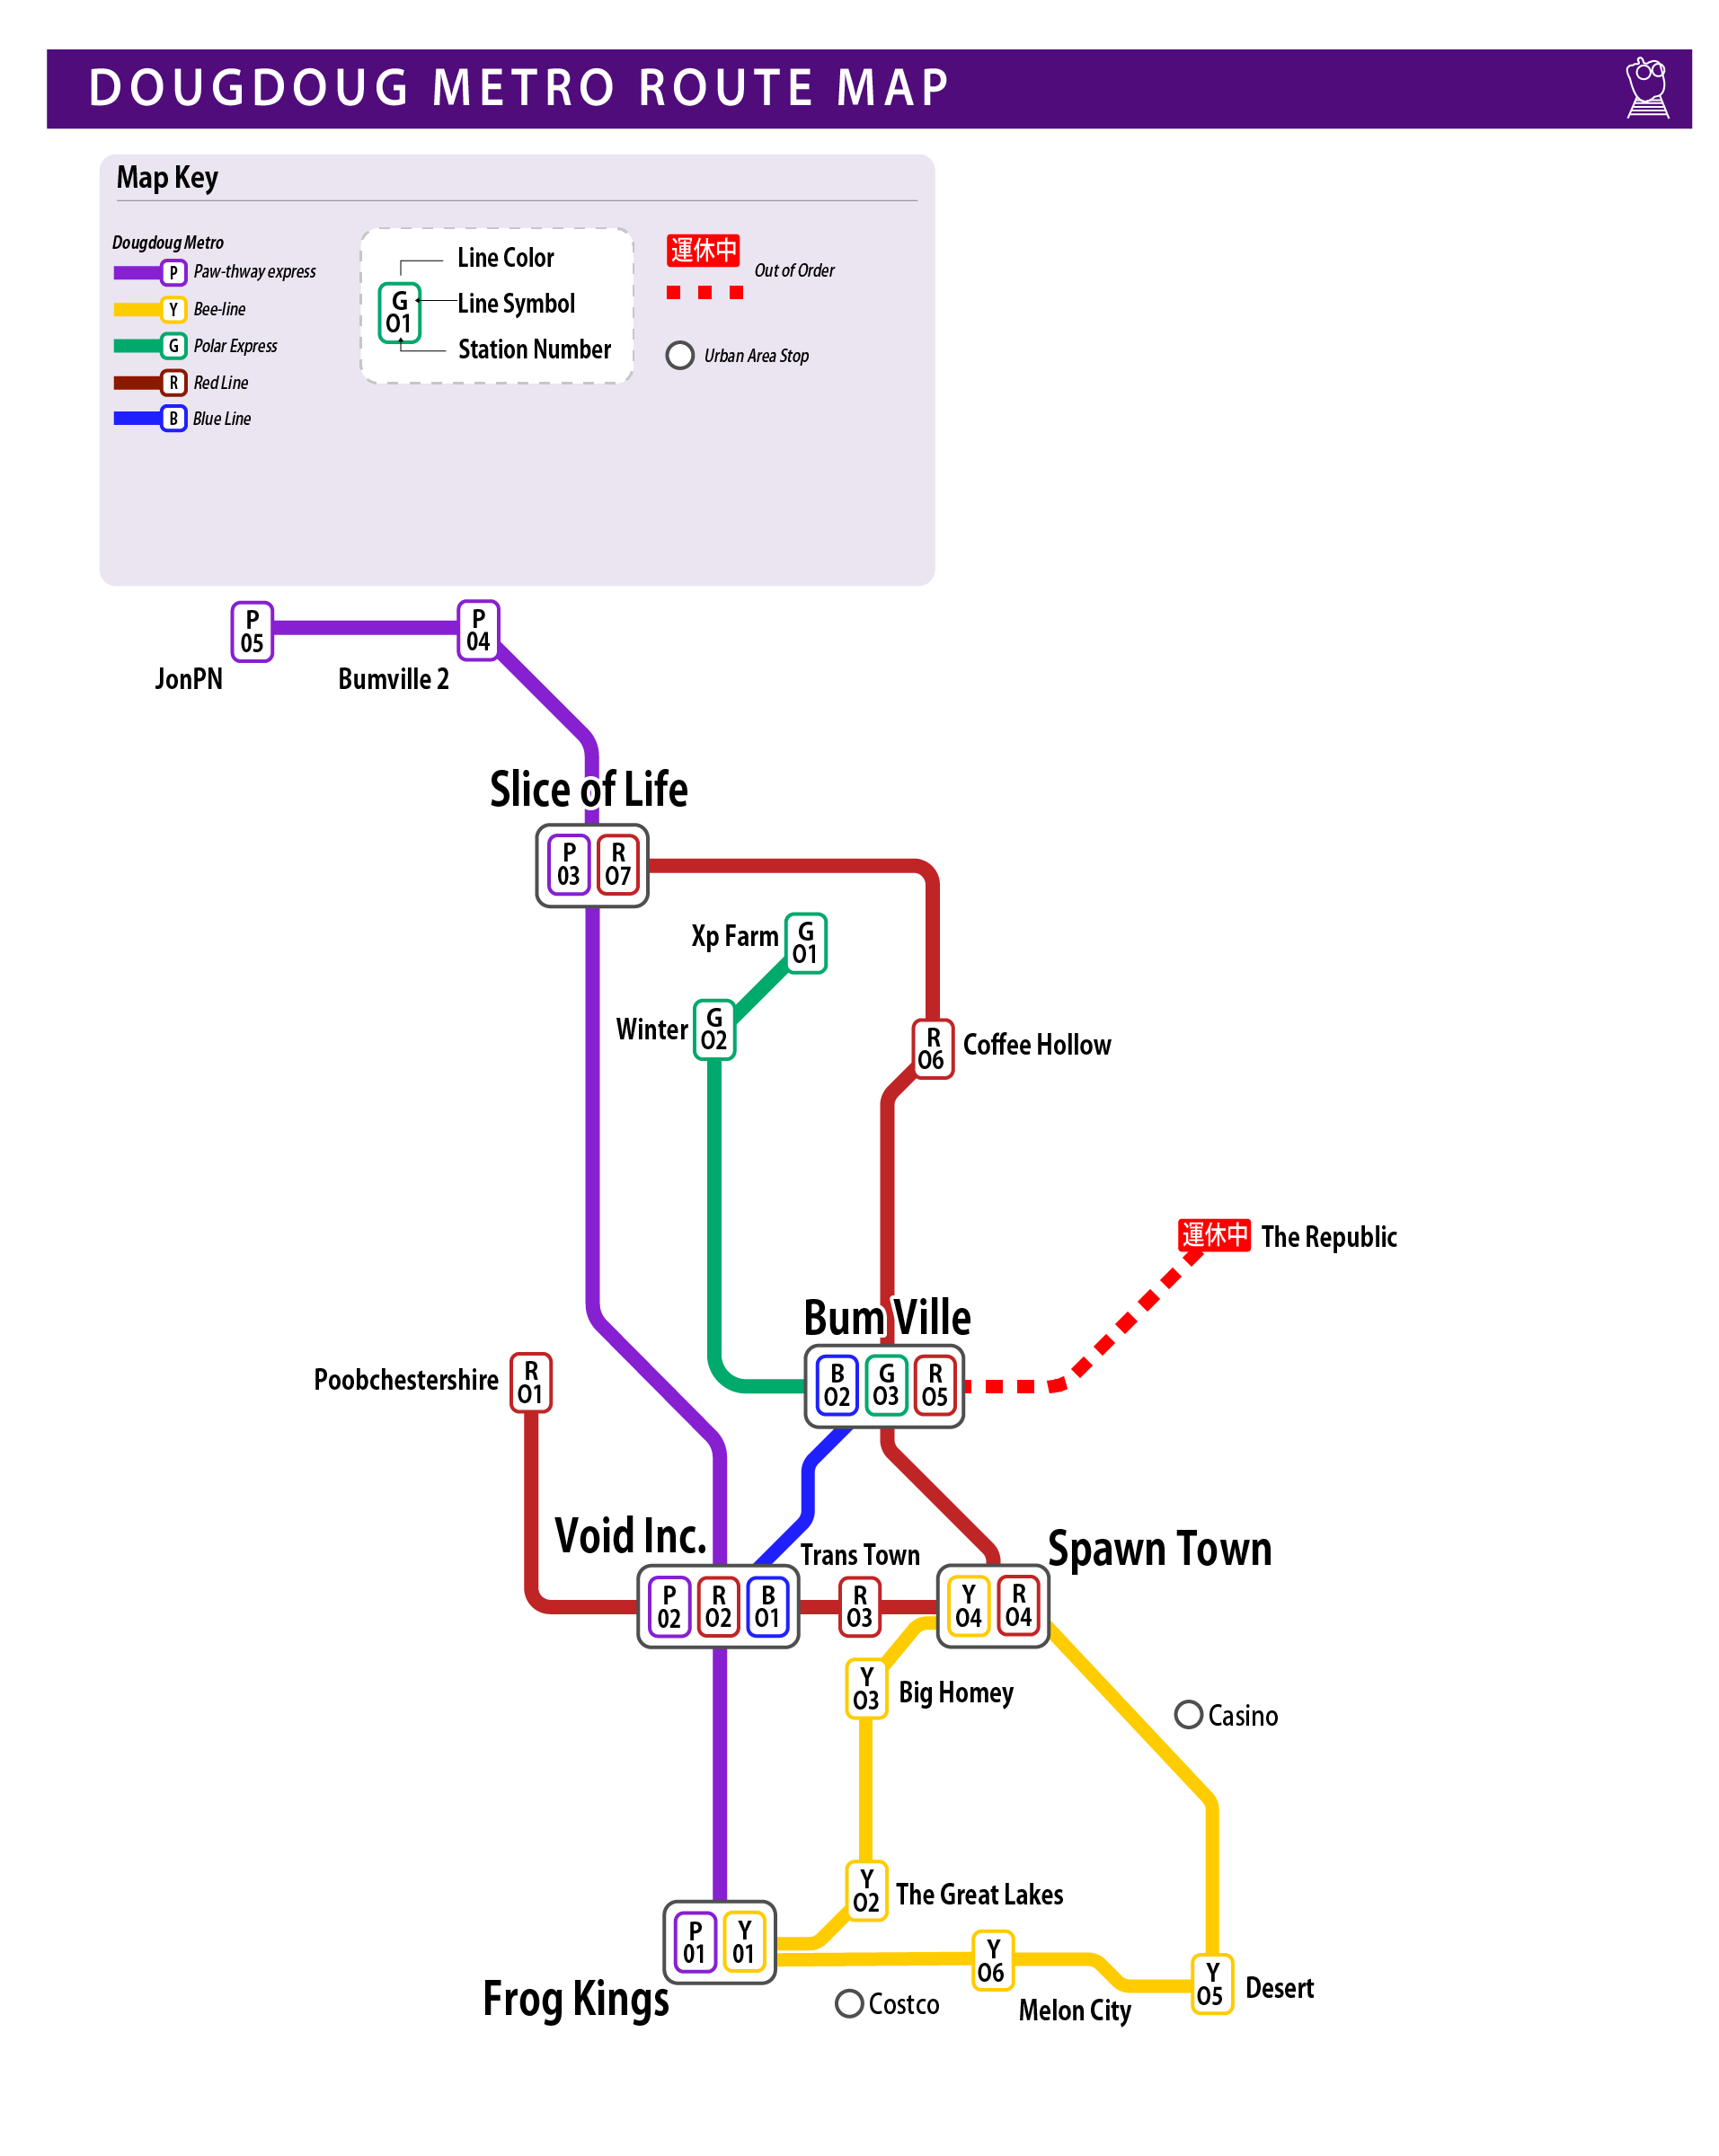 DOUGDOUG METRO ROUTE MAP
Map Key
Dougdoug Metro
P Paw-thway express
Y Bee-line
G Polar Express
R Red Line
B Blue Line
G
01
Line Color
Line Symbol
Station Number
運休中
Out of Order
Urban Area Stop
P
05
JonPN
P
04
Bumville 2
Slice of Life
P
03
R
07
Xp Farm
G
01
Winter
G
02
R
06
Coffee Hollow
運休中
The Republic
Bum Ville
B
02
G
03
R
05
Poobchestershire
R
01
Void Inc.
P
02
R
02
B
01
Trans Town
R
03
Spawn Town
Y
04
R
04
Y
03
Big Homey
Casino
Y
02
The Great Lakes
P
01
Y
01
Frog Kings
Costco
Y
06
Melon City
Y
05
Desert